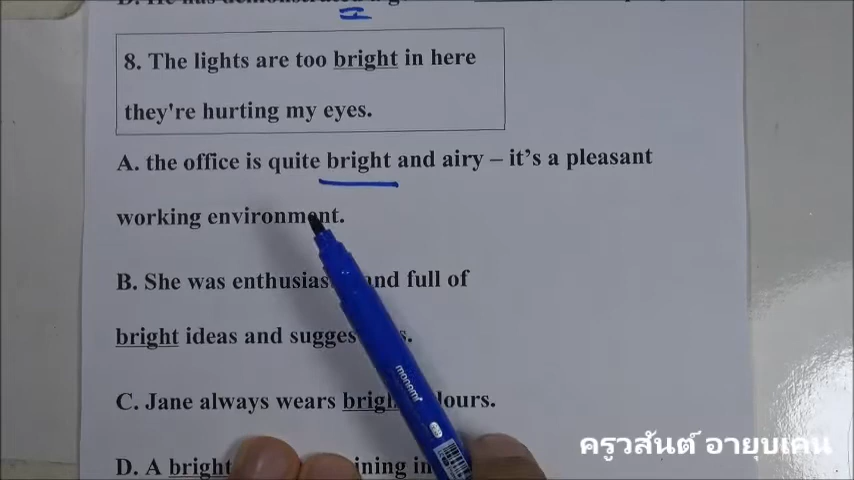 8. The lights are too bright in here
they're hurting my eyes.
A. the office is quite bright and airy – it's a pleasant
working environment.
B. She was and full of
bright ideas and
C. Jane always wears
D. A bright
monami
ครูวสันต์ อายุบเคน